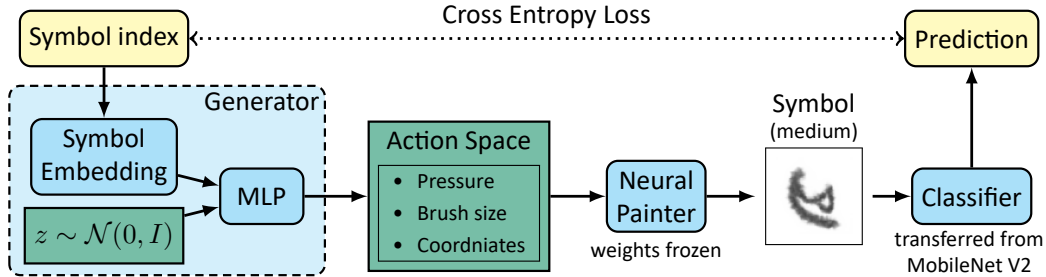 Cross Entropy Loss
Symbol index
Prediction
Generator
Symbol
Embedding
z ∼ 𝒩(0, I)
MLP
Action Space
• Pressure
• Brush size
• Coordniates
Neural
Painter
weights frozen
Symbol
(medium)
Classifier
transferred from
MobileNet V2